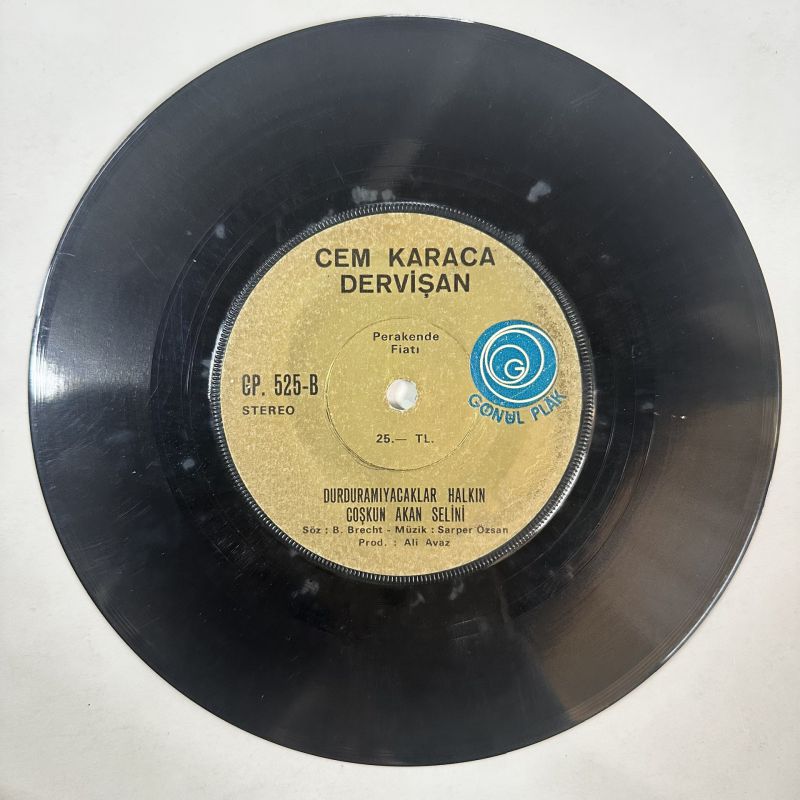 CEM KARACA
DERVİŞAN
Perakende
Fiatı
G
GÖNÜL PLÂK
CP. 525-B
STEREO
25.— TL.
DURDURAMIYACAKLAR HALKIN
COŞKUN AKAN SELİNİ
Söz : B. Brecht - Müzik : Sarper Özsan
Prod. : Ali Avaz